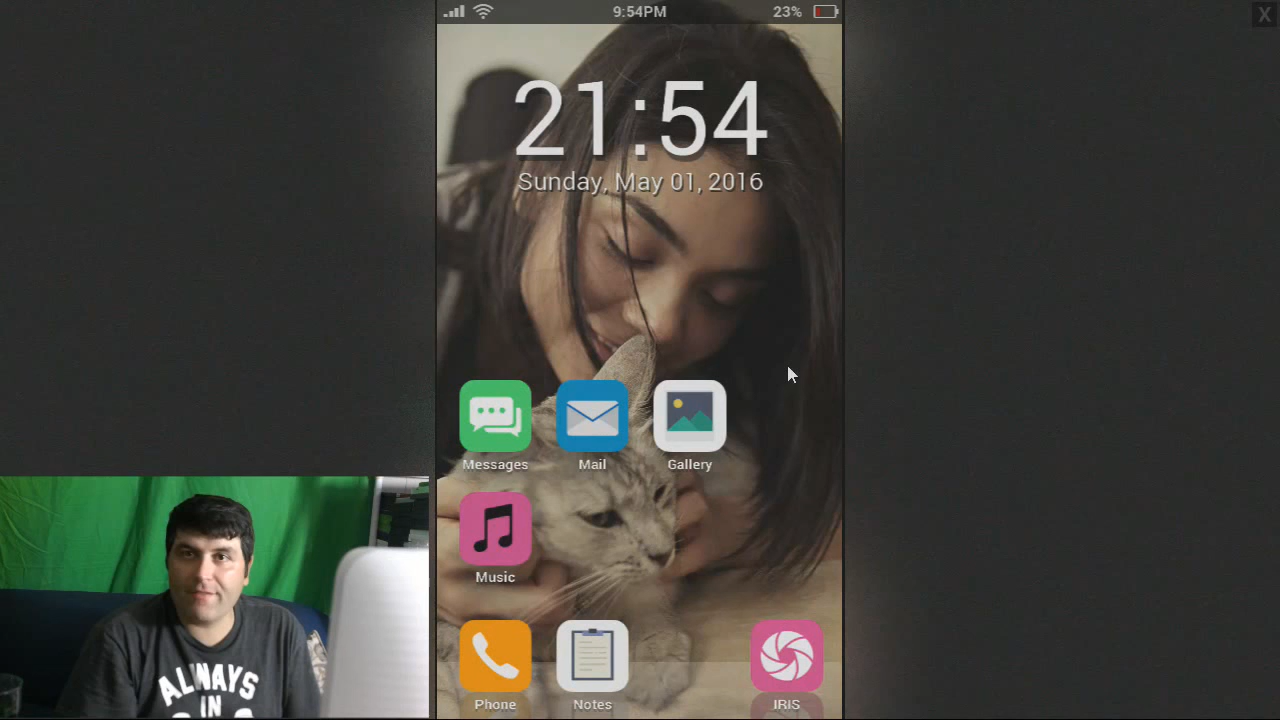 9:54PM 23% X
21:54
Sunday, May 01, 2016
Messages Mail Gallery
Music
Phone Notes IRIS
ALWAYS
IN